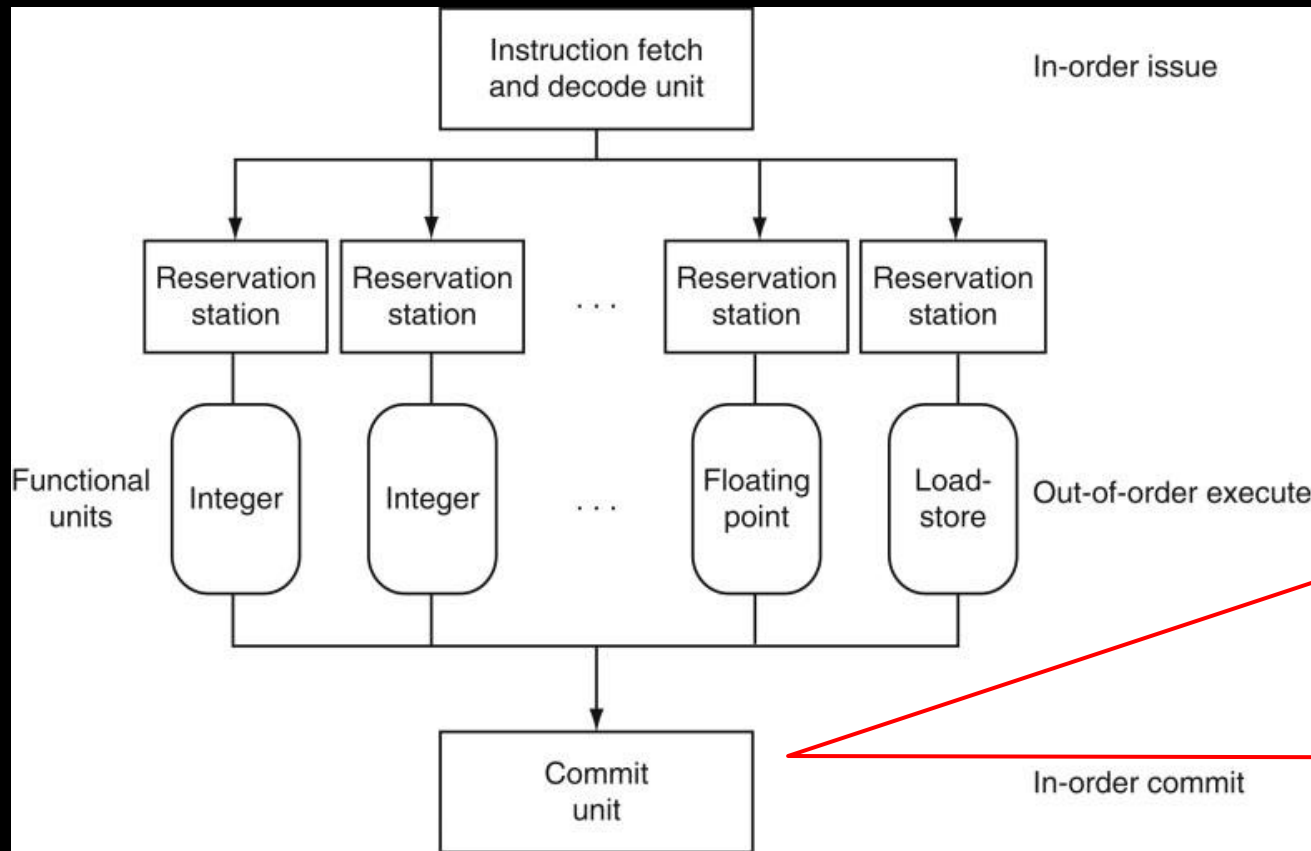 Instruction fetch
and decode unit
In-order issue
Reservation
station
Reservation
station
. . .
Reservation
station
Reservation
station
Functional
units
Integer
Integer
. . .
Floating
point
Load-
store
Out-of-order execute
Commit
unit
In-order commit